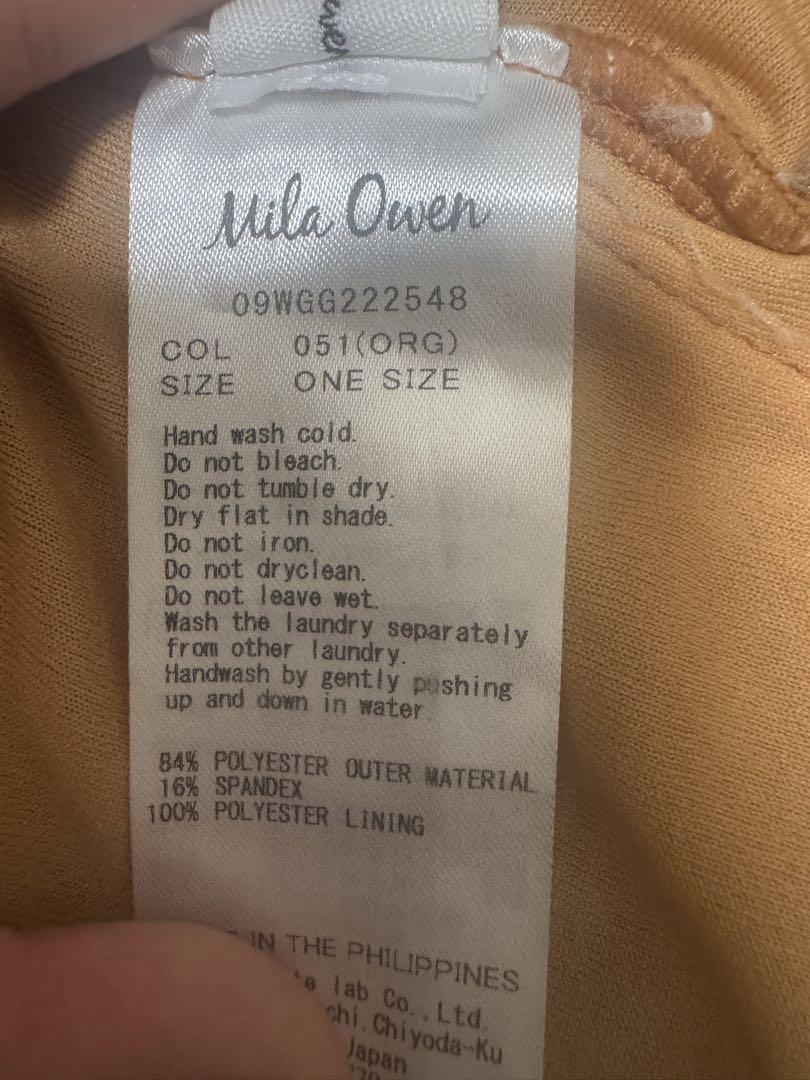 Mila Owen
09WGG222548
COL 051(ORG)
SIZE ONE SIZE
Hand wash cold.
Do not bleach.
Do not tumble dry.
Dry flat in shade.
Do not iron.
Do not dryclean.
Do not leave wet.
Wash the laundry separately
from other laundry.
Handwash by gently pushing
up and down in water.
84% POLYESTER OUTER MATERIAL
16% SPANDEX
100% POLYESTER LINING
IN THE PHILIPPINES
lab Co., Ltd.
Chiyoda-Ku
Japan